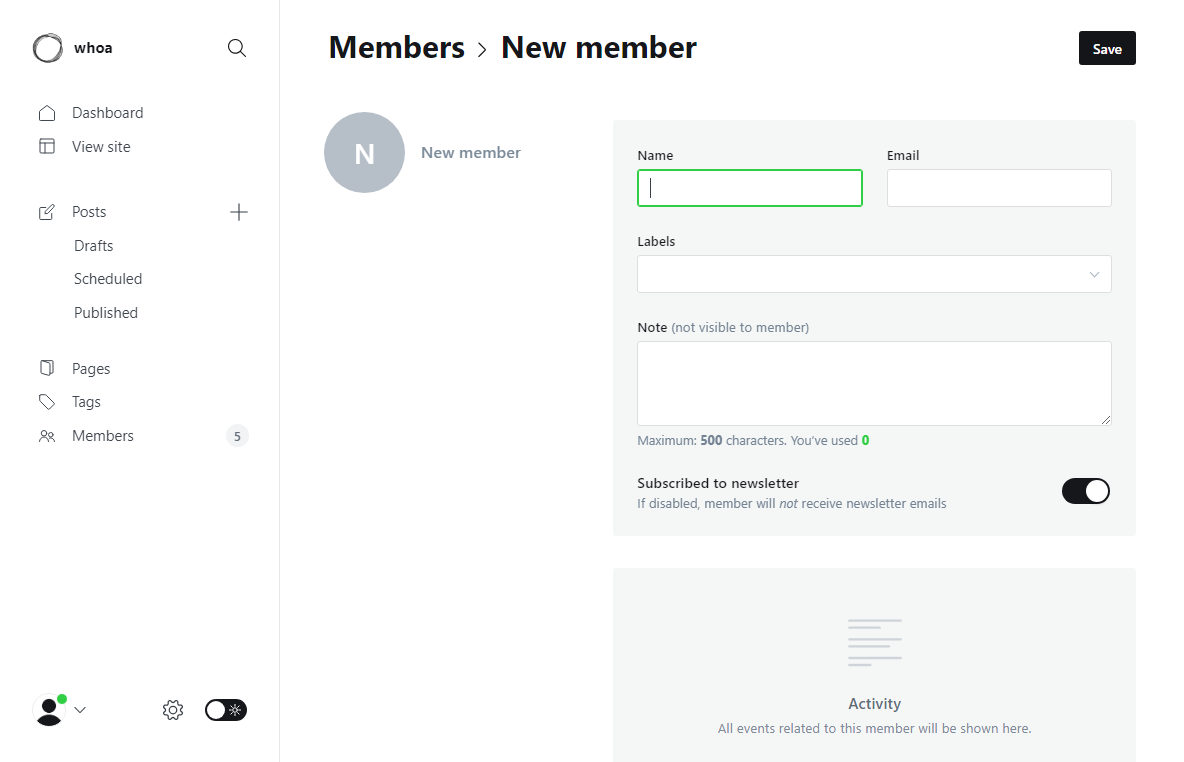 whoa
Dashboard
View site
Posts
Drafts
Scheduled
Published
Pages
Tags
Members 5
Members › New member
Save
N New member
Name Email
Labels
Note (not visible to member)
Maximum: 500 characters. You've used 0
Subscribed to newsletter
If disabled, member will not receive newsletter emails
Activity
All events related to this member will be shown here.